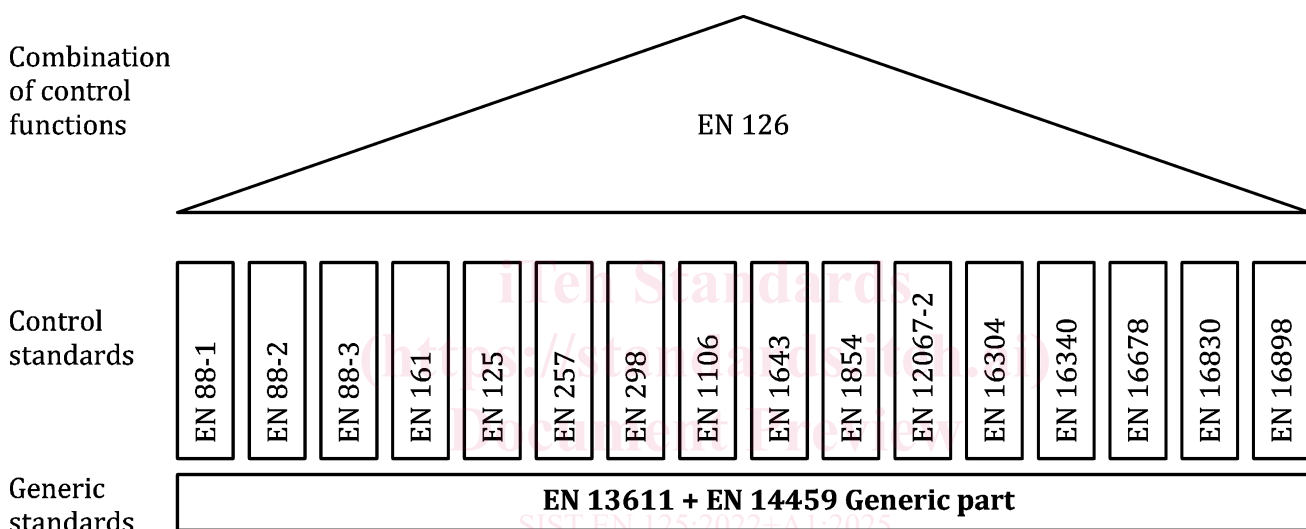 Combination
of control
functions
EN 126
Control
standards
EN 88-1
EN 88-2
EN 88-3
EN 161
EN 125
EN 257
EN 298
EN 1106
EN 1643
EN 1854
EN 12067-2
EN 16304
EN 16340
EN 16678
EN 16830
EN 16898
iTeh Standards
(https://standards.iteh.ai)
Document Preview
Generic
standards
EN 13611 + EN 14459 Generic part
SIST EN 125:2022+A1:2025